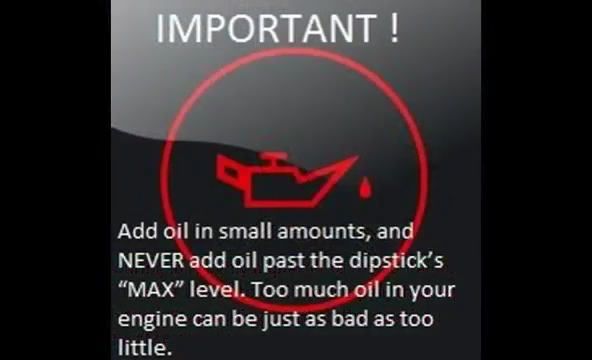 IMPORTANT !
Add oil in small amounts, and
NEVER add oil past the dipstick's
“MAX” level. Too much oil in your
engine can be just as bad as too
little.